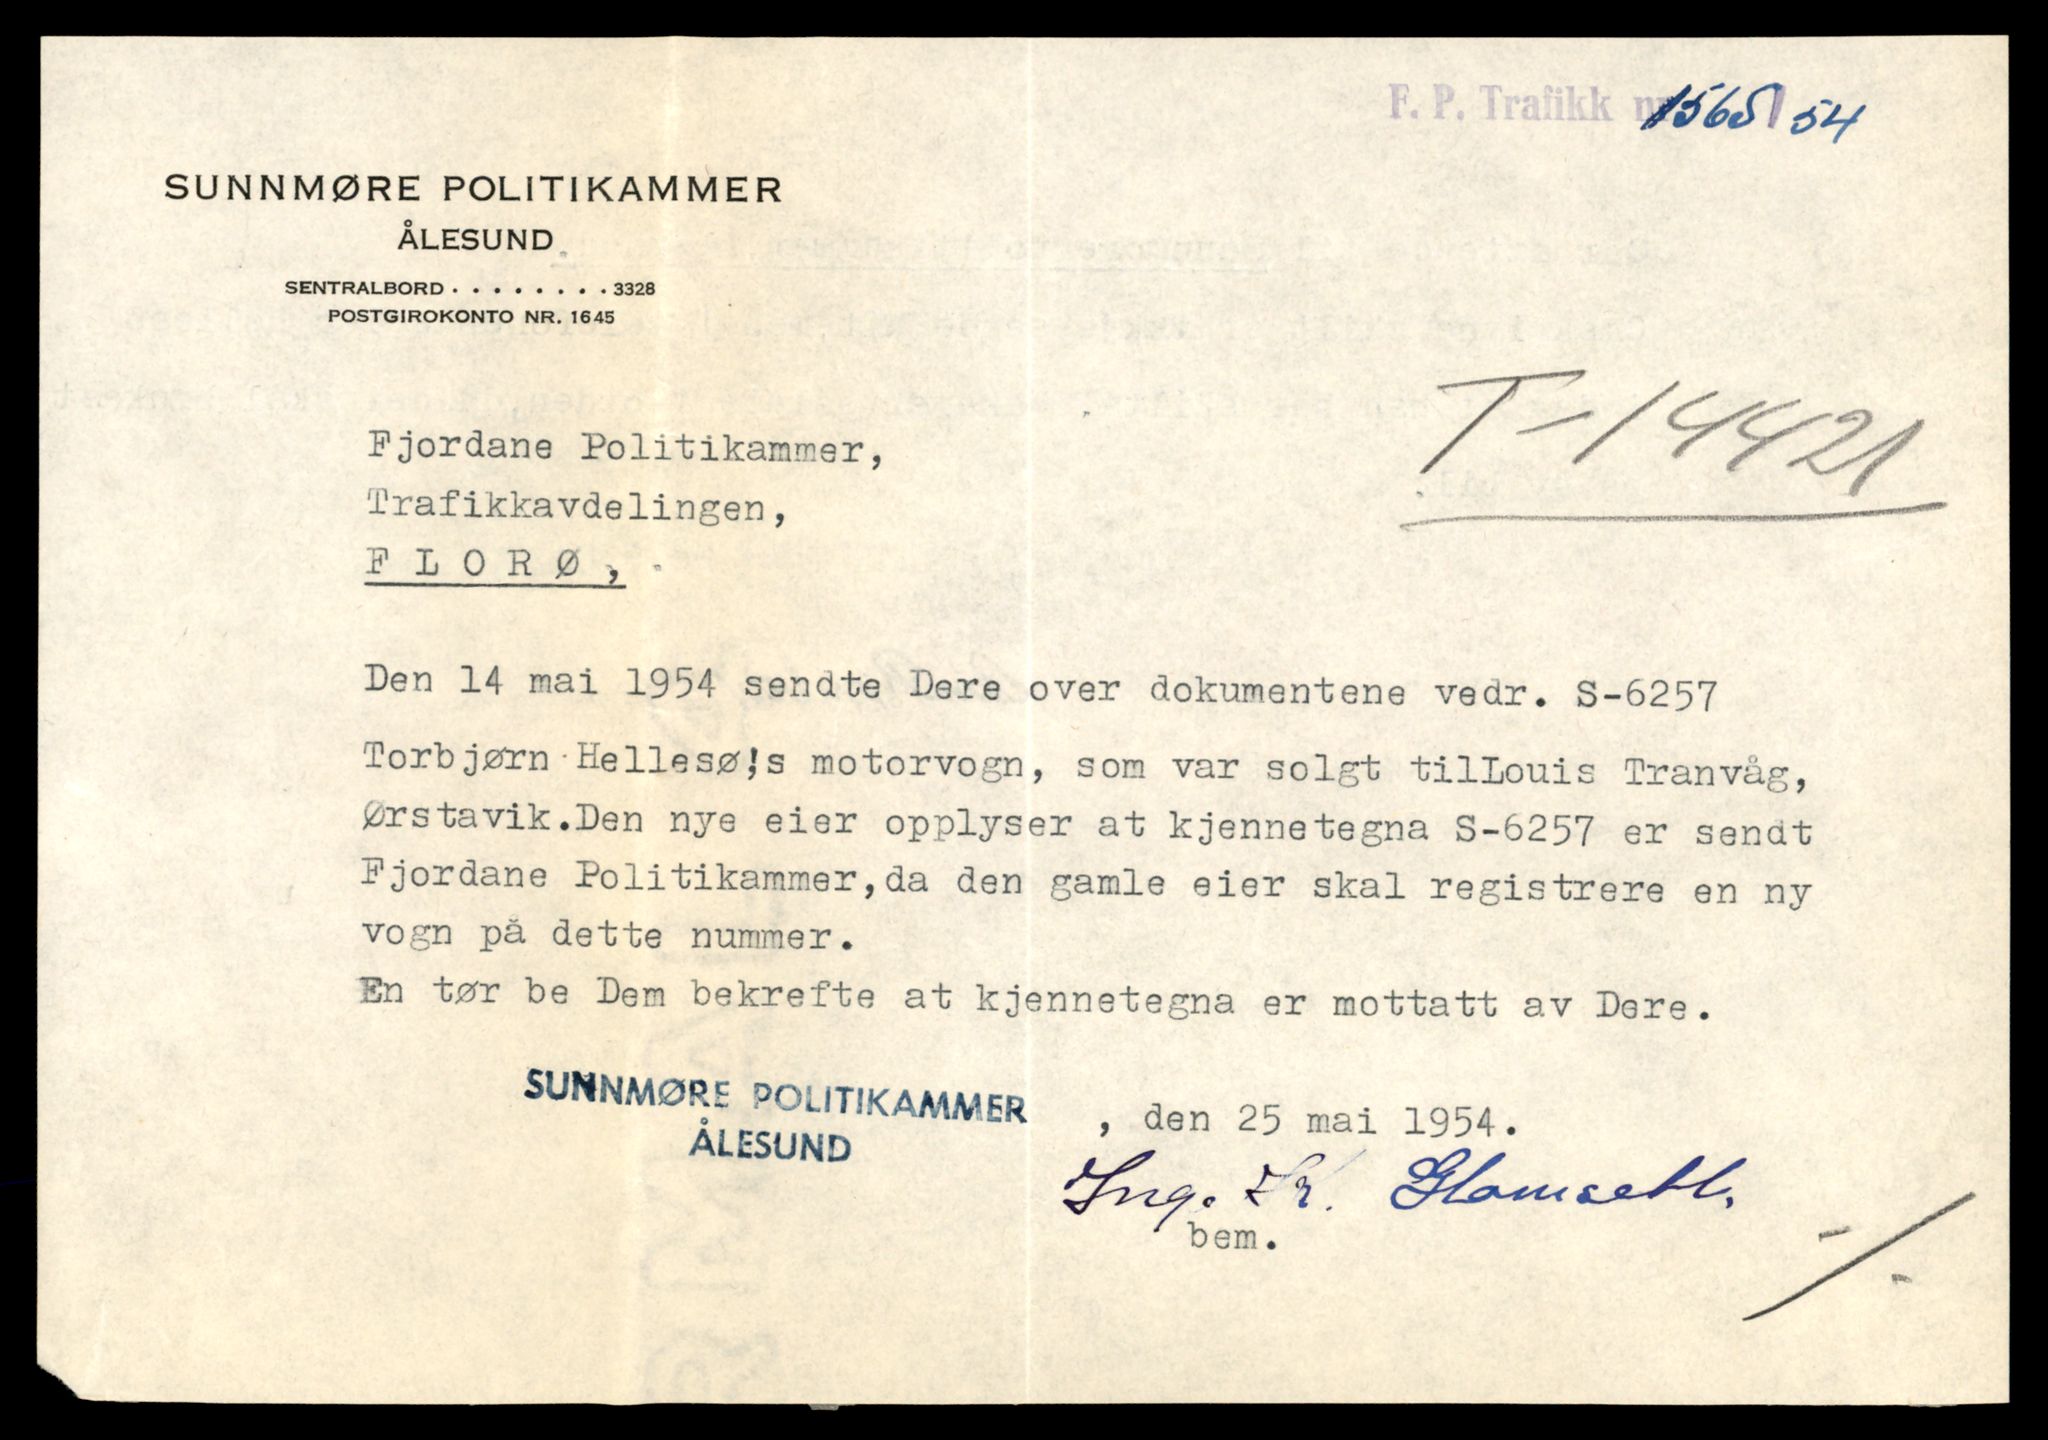 F. P. Trafikk nr 1565/54
SUNNMØRE POLITIKAMMER
ÅLESUND
SENTRALBORD . . . . . . . . 3328
POSTGIROKONTO NR. 1645
T-14421
Fjordane Politikammer,
Trafikkavdelingen,
F L O R Ø ,
Den 14 mai 1954 sendte Dere over dokumentene vedr. S-6257
Torbjørn Hellesø!s motorvogn, som var solgt tilLouis Tranvåg,
Ørstavik.Den nye eier opplyser at kjennetegna S-6257 er sendt
Fjordane Politikammer,da den gamle eier skal registrere en ny
vogn på dette nummer.
En tør be Dem bekrefte at kjennetegna er mottatt av Dere.
SUNNMØRE POLITIKAMMER
ÅLESUND
, den 25 mai 1954.
Ing. Kr. Glomseth.
bem.